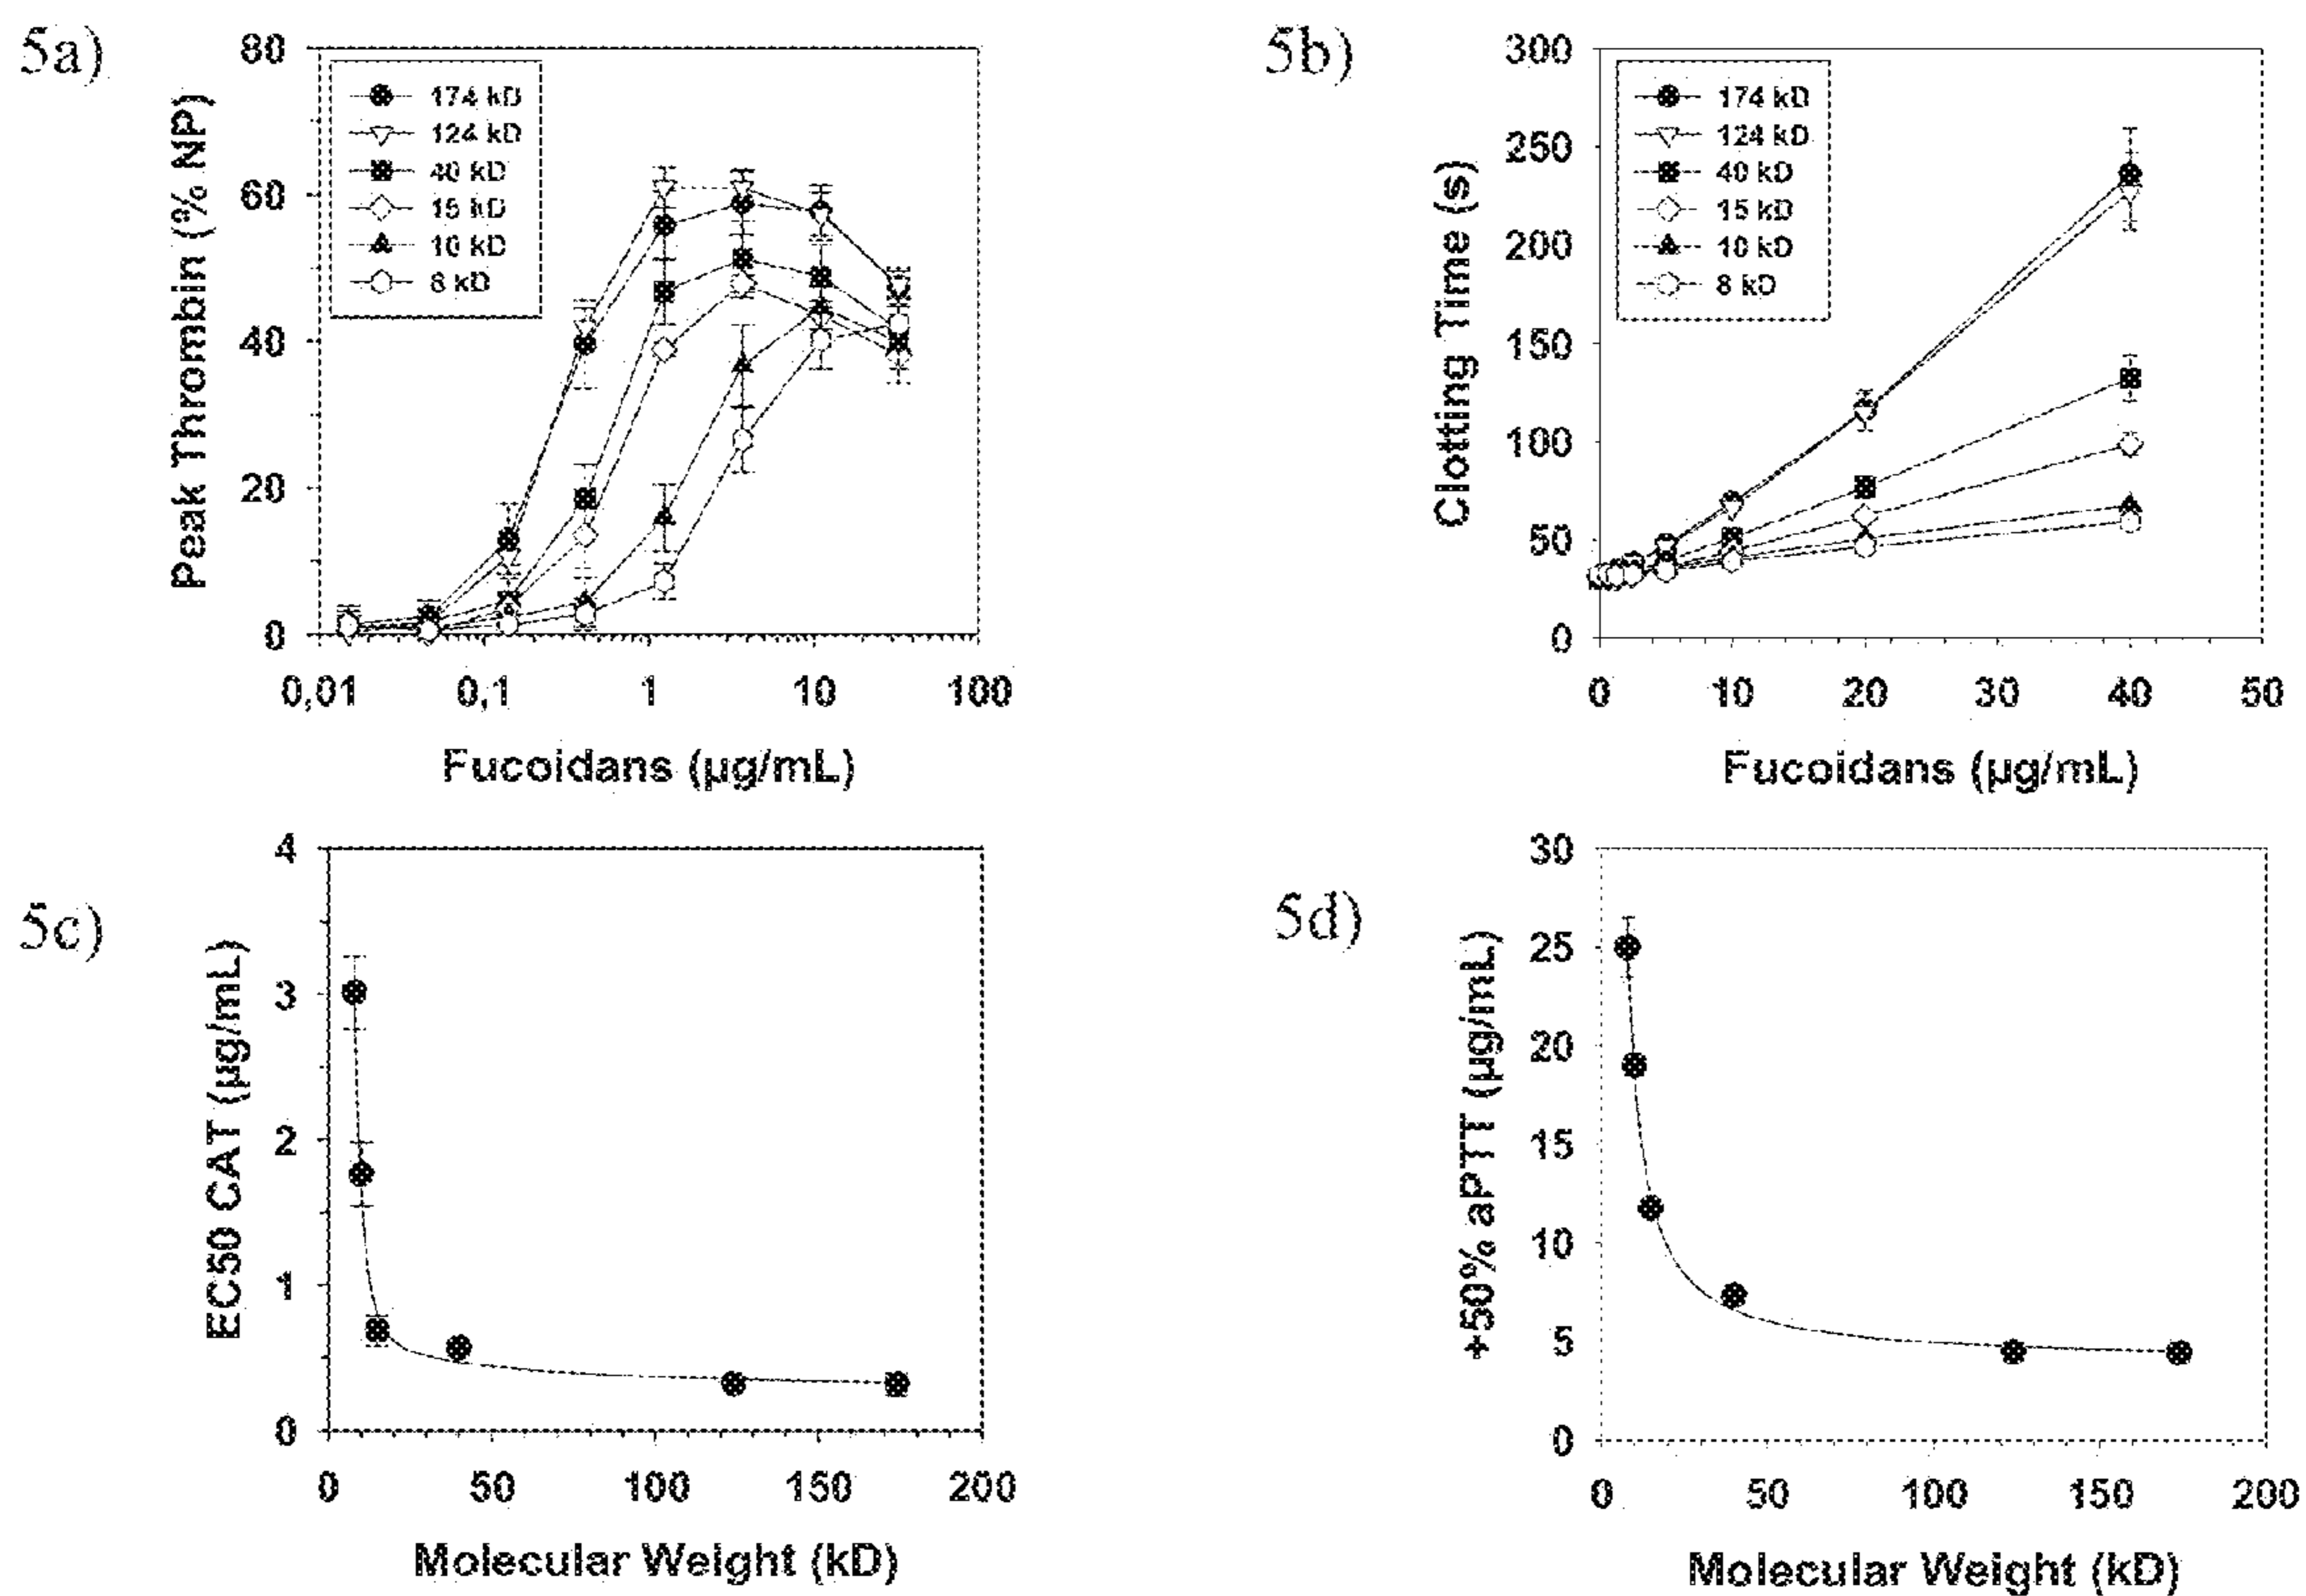 5a)
80
60
40
20
0
Peak Thrombin (% NP)
174 kD
124 kD
40 kD
15 kD
10 kD
8 kD
0,01 0,1 1 10 100
Fucoidans (µg/mL)
5b)
300
250
200
150
100
50
0
Clotting Time (s)
174 kD
124 kD
40 kD
15 kD
10 kD
8 kD
0 10 20 30 40 50
Fucoidans (µg/mL)
5c)
4
3
2
1
0
EC50 CAT (µg/mL)
0 50 100 150 200
Molecular Weight (kD)
5d)
30
25
20
15
10
5
0
+50% aPTT (µg/mL)
0 50 100 150 200
Molecular Weight (kD)